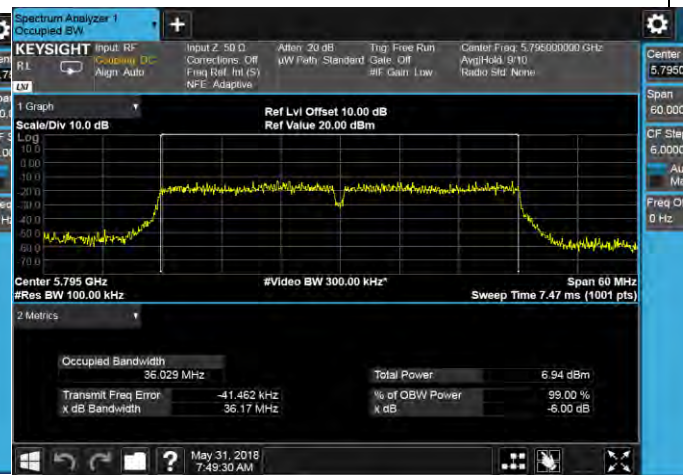 Spectrum Analyzer 1
Occupied BW
KEYSIGHT Input: RF Input Z: 50 Ω Atten: 20 dB Trig: Free Run Center Freq: 5.795000000 GHz
RL Coupling: DC Corrections: Off µW Path: Standard Gate: Off Avg|Hold: 9/10
Align: Auto Freq Ref: Int (S) #IF Gain: Low Radio Std: None
NFE: Adaptive
LXI
1 Graph
Ref Lvl Offset 10.00 dB
Scale/Div 10.0 dB Ref Value 20.00 dBm
Log
10.0
0.00
-10.0
-20.0
-30.0
-40.0
-50.0
-60.0
-70.0
Center 5.795 GHz #Video BW 300.00 kHz* Span 60 MHz
#Res BW 100.00 kHz Sweep Time 7.47 ms (1001 pts)
2 Metrics
Occupied Bandwidth
36.029 MHz Total Power 6.94 dBm
Transmit Freq Error -41.462 kHz % of OBW Power 99.00 %
x dB Bandwidth 36.17 MHz x dB -6.00 dB
?
May 31, 2018
7:49:30 AM
Center
5.7950
Span
60.000
CF Ste
6.0000
Au
Ma
Freq O
0 Hz